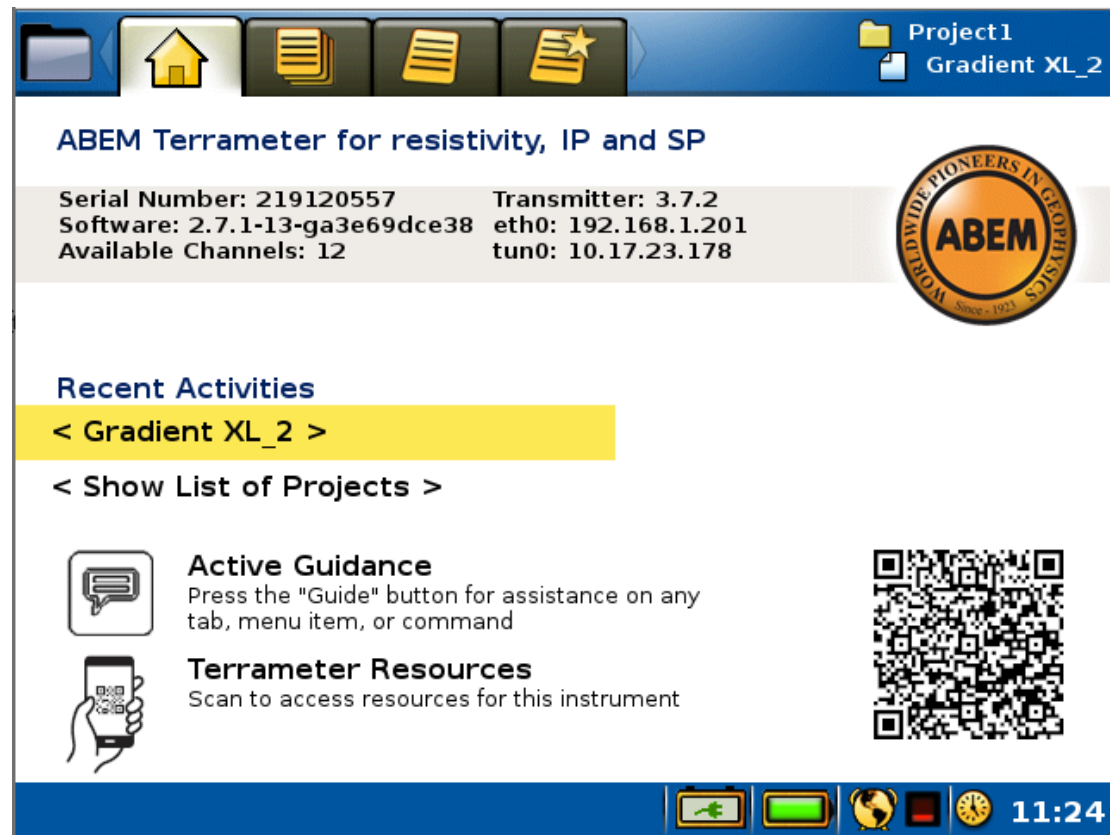 Project1
Gradient XL_2
ABEM Terrameter for resistivity, IP and SP
Serial Number: 219120557
Transmitter: 3.7.2
Software: 2.7.1-13-ga3e69dce38
eth0: 192.168.1.201
Available Channels: 12
tun0: 10.17.23.178
WORLDWIDE PIONEERS IN GEOPHYSICS
ABEM
Since - 1923
Recent Activities
< Gradient XL_2 >
< Show List of Projects >
Active Guidance
Press the "Guide" button for assistance on any
tab, menu item, or command
Terrameter Resources
Scan to access resources for this instrument
11:24